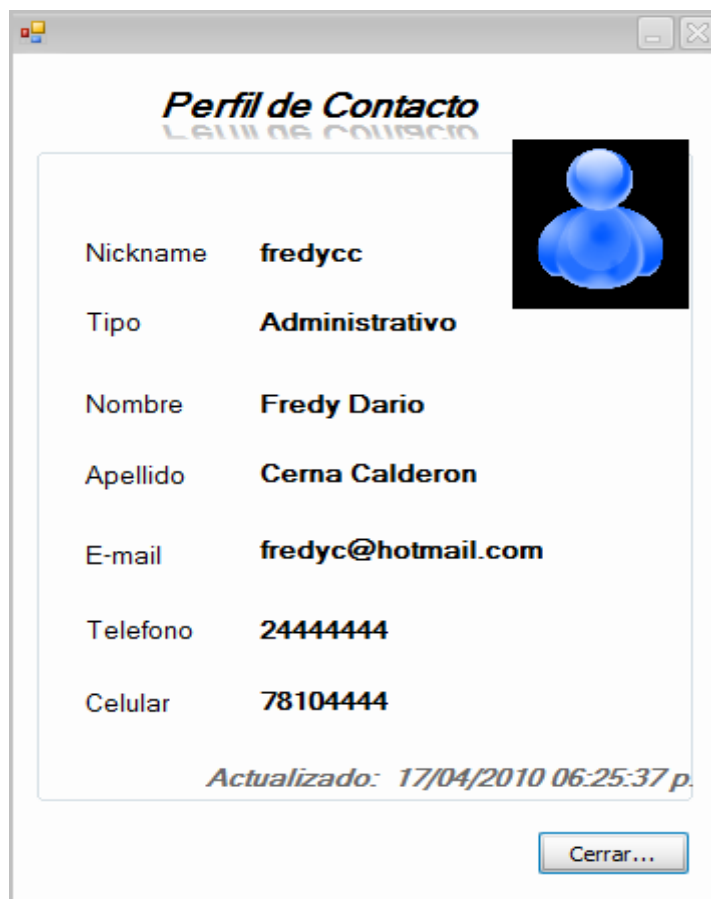 Perfil de Contacto
Nickname fredycc
Tipo Administrativo
Nombre Fredy Dario
Apellido Cerna Calderon
E-mail fredyc@hotmail.com
Telefono 24444444
Celular 78104444
Actualizado: 17/04/2010 06:25:37 p.
Cerrar...